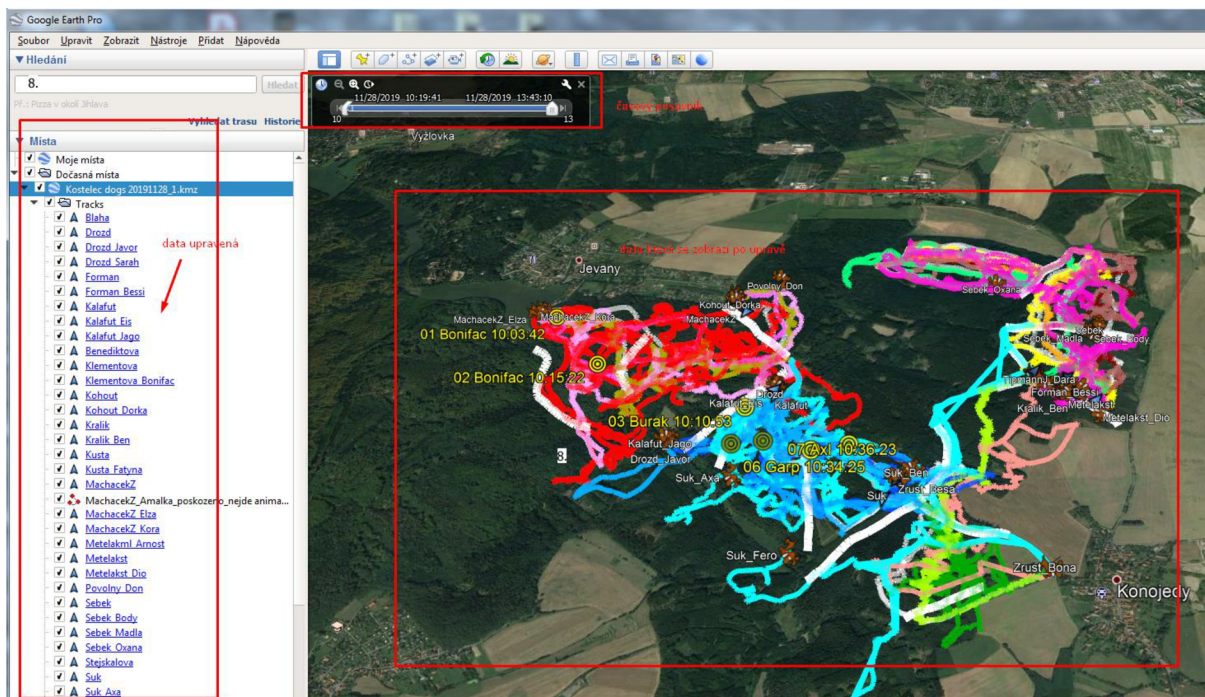 Google Earth Pro
Soubor Upravit Zobrazit Nástroje Přidat Nápověda
Hledání
8.
Hledat
Př.: Pizza v okolí Jihlava
Vyhledat trasu Historie
Místa
Moje místa
Dočasná místa
Kostelec dogs 20191128_1.kmz
Tracks
Blaha
Drozd
Drozd Javor
Drozd Sarah
Forman
Forman Bessi
Kalafut
Kalafut Eis
Kalafut Jago
Benediktova
Klementova
Klementova Bonifac
Kohout
Kohout Dorka
Kralik
Kralik Ben
Kusta
Kusta Fatyna
MachacekZ
MachacekZ_Amalka_poskozeno_nejde anima...
MachacekZ Elza
MachacekZ Kora
Metelakml Arnost
Metelakst
Metelakst Dio
Povolny Don
Sebek
Sebek Body
Sebek Madla
Sebek Oxana
Stejskalova
Suk
Suk Axa
data upravená
11/28/2019 10:19:41 11/28/2019 13:43:10
10 13
časový posuvník
Vyžlovka
data které se zobrazí po upravě
Jevany
Povolny_Don
Sebek_Oxana
Kohout_Dorka
MachacekZ_Elza
MachacekZ_Kora
MachacekZ
01 Bonifac 10:03:42
Sebek
Sebek_Madla
Sebek_Body
02 Bonifac 10:15:22
Drozd
TipmannJ_Dara
Forman_Bessi
Kalafut_Eis
Kalafut
Kralik_Ben
Metelakst
Metelakst_Dio
03 Burak 10:10:53
Kalafut_Jago
07 Axl 10:36:23
8.
Drozd_Javor
06 Garp 10:34:25
Suk_Axa
Suk_Ben
Zrust_Besa
Suk
Suk_Fero
Zrust_Bona
Konojedy